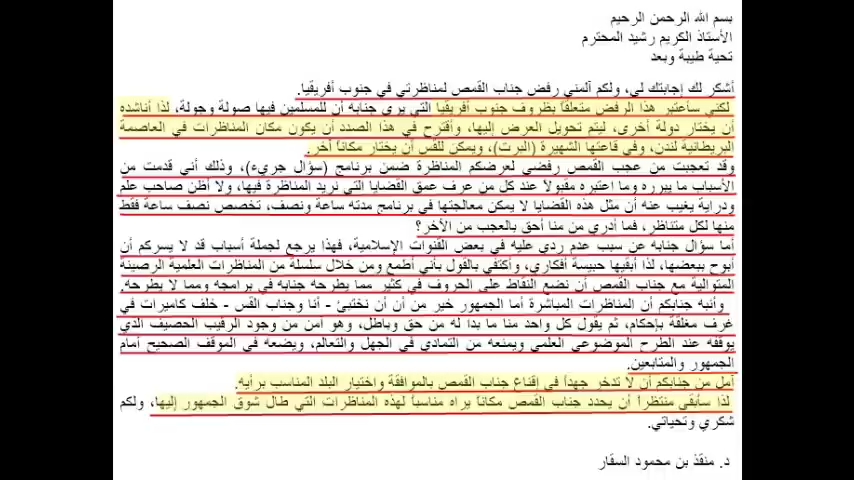 بسم الله الرحمن الرحيم
الأستاذ الكريم رشيد المحترم
تحية طيبة وبعد
أشكر لك إجابتك لي، ولكم آلمني رفض جناب القمص لمناظرتي في جنوب أفريقيا.
لكني سأعتبر هذا الرفض متعلقاً بظروف جنوب أفريقيا التي يرى جنابه أن للمسلمين فيها صولة وجولة، لذا أناشده
أن يختار دولة أخرى، ليتم تحويل العرض إليها، وأقترح في هذا الصدد أن يكون مكان المناظرات في العاصمة
البريطانية لندن، وفي قاعتها الشهيرة (البرت)، ويمكن للقس أن يختار مكاناً آخر.
وقد تعجبت من عجب القمص رفضي لعرضكم المناظرة ضمن برنامج (سؤال جريء)، وذلك أني قدمت من
الأسباب ما يبرره وما اعتبره مقبولاً عند كل من عرف عمق القضايا التي نريد المناظرة فيها، ولا أظن صاحب علم
ودراية يغيب عنه أن مثل هذه القضايا لا يمكن معالجتها في برنامج مدته ساعة ونصف، تخصص نصف ساعة فقط
منها لكل متناظر، فما أدري من منا أحق بالعجب من الآخر؟
أما سؤال جنابه عن سبب عدم ردي عليه في بعض القنوات الإسلامية، فهذا يرجع لجملة أسباب قد لا يسركم أن
أبوح ببعضها، لذا أبقيها حبيسة أفكاري، وأكتفي بالقول بأني أطمع ومن خلال سلسلة من المناظرات العلمية الرصينة
المتوالية مع جناب القمص أن نضع النقاط على الحروف في كثير مما يطرحه جنابه في برامجه ومما لا يطرحه.
وأنبه جنابكم أن المناظرات المباشرة أما الجمهور خير من أن أن نختبئ - أنا وجناب القس - خلف كاميرات في
غرف مغلقة بإحكام، ثم يقول كل واحد منا ما بدا له من حق وباطل، وهو آمن من وجود الرقيب الحصيف الذي
يوقفه عند الطرح الموضوعي العلمي ويمنعه من التمادي في الجهل والتعالم، ويضعه في الموقف الصحيح أمام
الجمهور والمتابعين.
آمل من جنابكم أن لا تدخر جهداً في إقناع جناب القمص بالموافقة واختيار البلد المناسب برأيه.
لذا سأبقى منتظراً أن يحدد جناب القمص مكاناً يراه مناسباً لهذه المناظرات التي طال شوق الجمهور إليها، ولكم
شكري وتحياتي.
د. منقذ بن محمود السقار